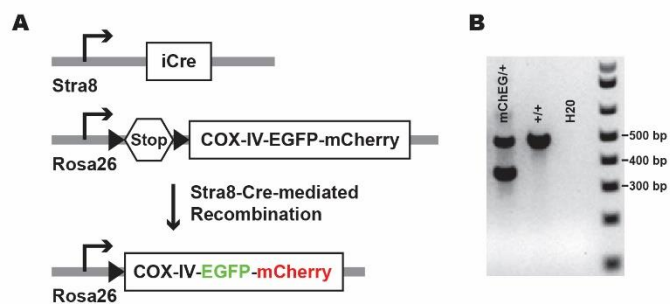 A
iCre
Stra8
Stop
COX-IV-EGFP-mCherry
Rosa26
Stra8-Cre-mediated
Recombination
COX-IV-EGFP-mCherry
Rosa26
B
mChEG/+
+/+
H20
500 bp
400 bp
300 bp